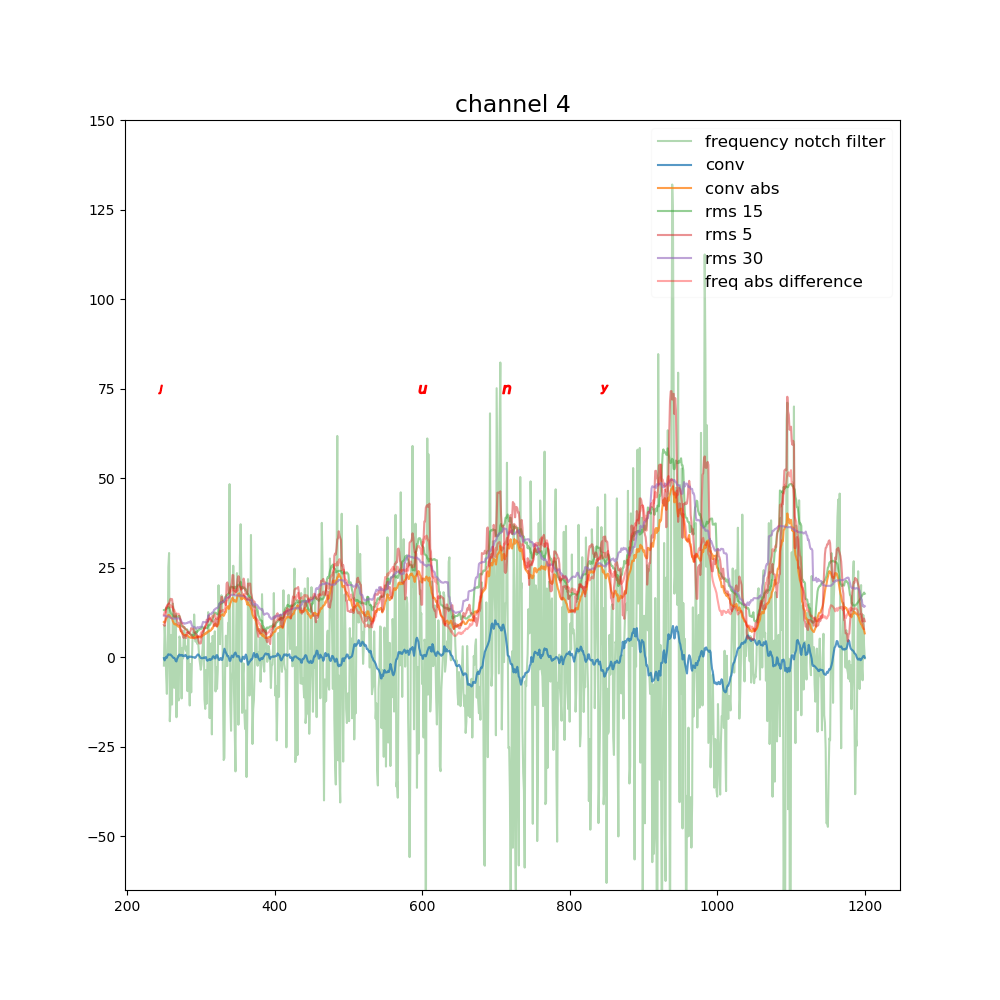 channel 4
150
125
100
75
50
25
0
−25
−50
frequency notch filter
conv
conv abs
rms 15
rms 5
rms 30
freq abs difference
J u n y
200 400 600 800 1000 1200